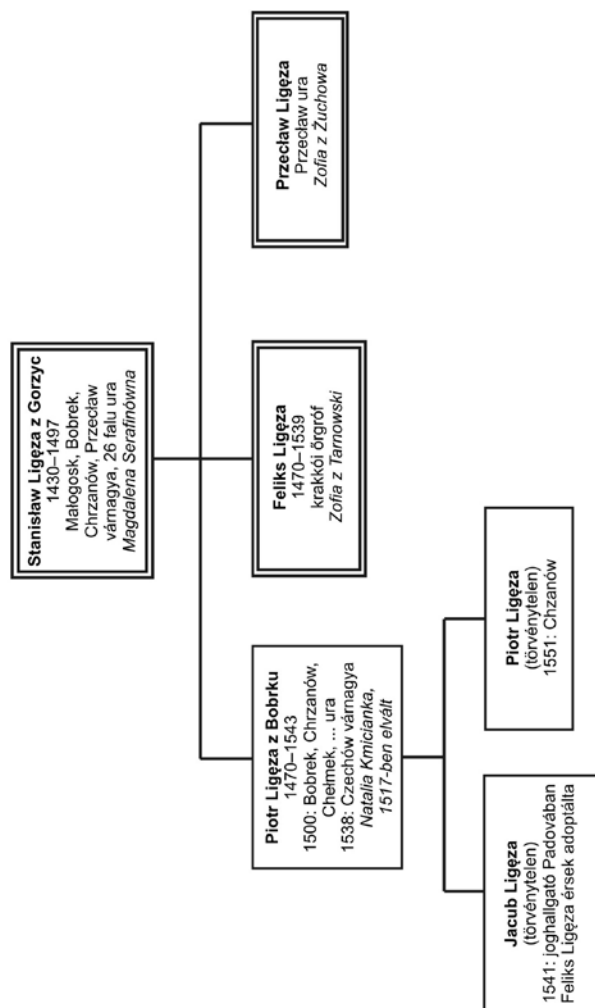 Stanisław Ligęza z Gorzyc
1430–1497
Małogosk, Bobrek,
Chrzanów, Przecław
várnagya, 26 falu ura
Magdalena Serafinówna
Piotr Ligęza z Bobrku
1470–1543
1500: Bobrek, Chrzanów,
Chełmek, ... ura
1538: Czechów várnagya
Natalia Kmicianka,
1517-ben elvált
Feliks Ligęza
1470–1539
krakkói őrgróf
Zofia z Tarnowski
Przecław Ligęza
Przecław ura
Zofia z Żuchowa
Jacub Ligęza
(törvénytelen)
1541: joghallgató Padovában
Feliks Ligęza érsek adoptálta
Piotr Ligęza
(törvénytelen)
1551: Chzanów